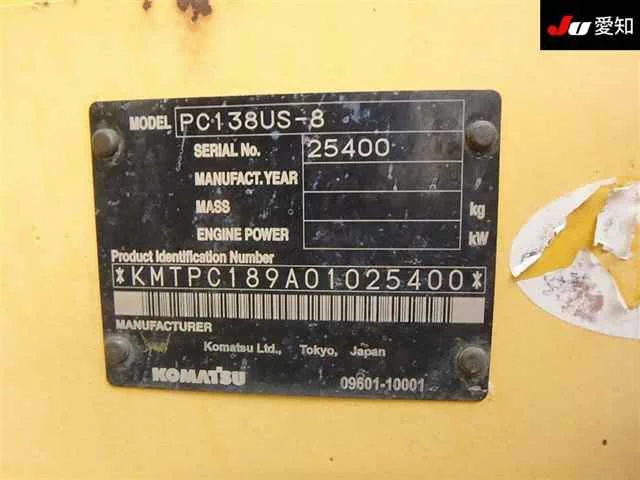 JU 愛知
MODEL PC138US-8
SERIAL No. 25400
MANUFACT.YEAR
MASS kg
ENGINE POWER kW
Product Identification Number
*KMTPC189A01025400*
MANUFACTURER
Komatsu Ltd., Tokyo, Japan
KOMATSU 09601-10001